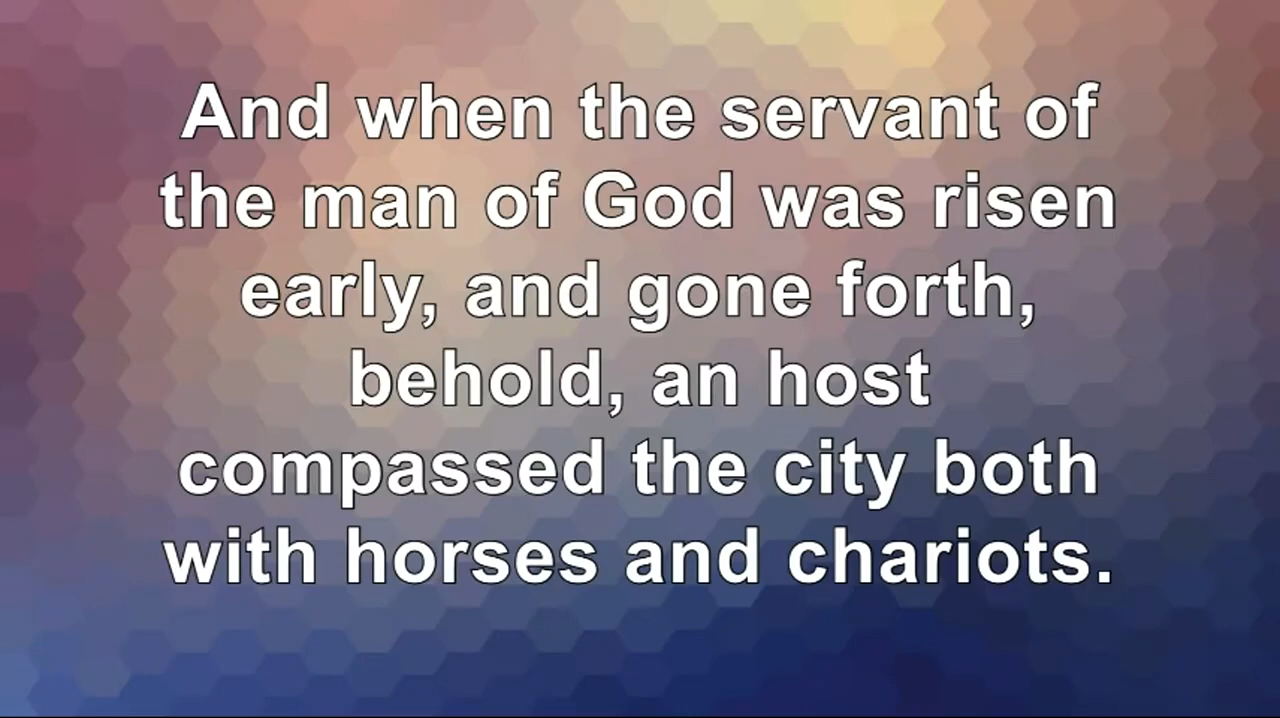 And when the servant of
the man of God was risen
early, and gone forth,
behold, an host
compassed the city both
with horses and chariots.